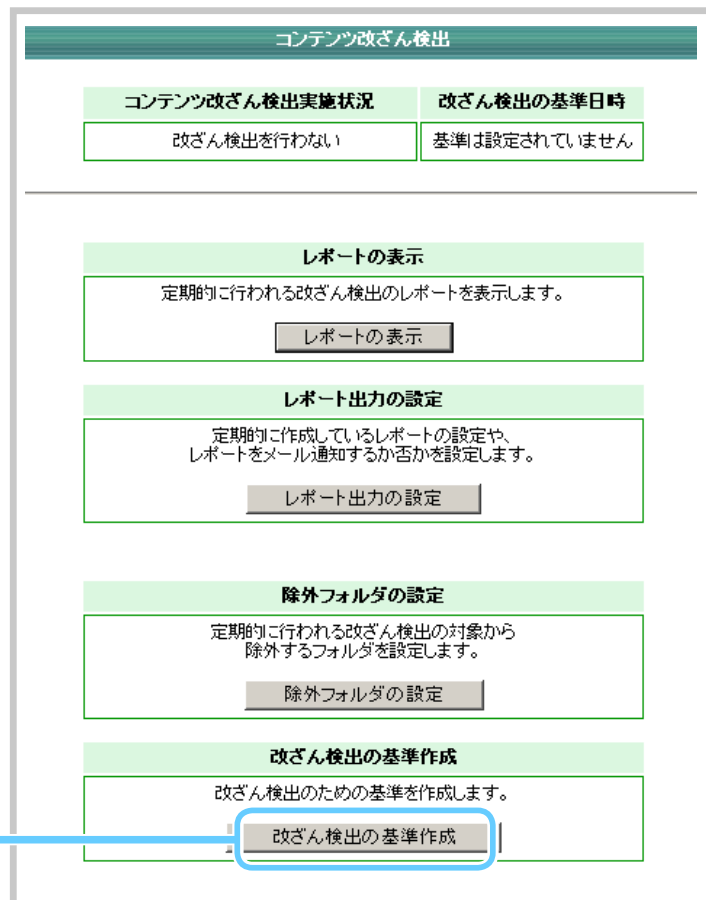 コンテンツ改ざん検出
コンテンツ改ざん検出実施状況 改ざん検出の基準日時
改ざん検出を行わない 基準は設定されていません
レポートの表示
定期的に行われる改ざん検出のレポートを表示します。
レポートの表示
レポート出力の設定
定期的に作成しているレポートの設定や、
レポートをメール通知するか否かを設定します。
レポート出力の設定
除外フォルダの設定
定期的に行われる改ざん検出の対象から
除外するフォルダを設定します。
除外フォルダの設定
改ざん検出の基準作成
改ざん検出のための基準を作成します。
改ざん検出の基準作成